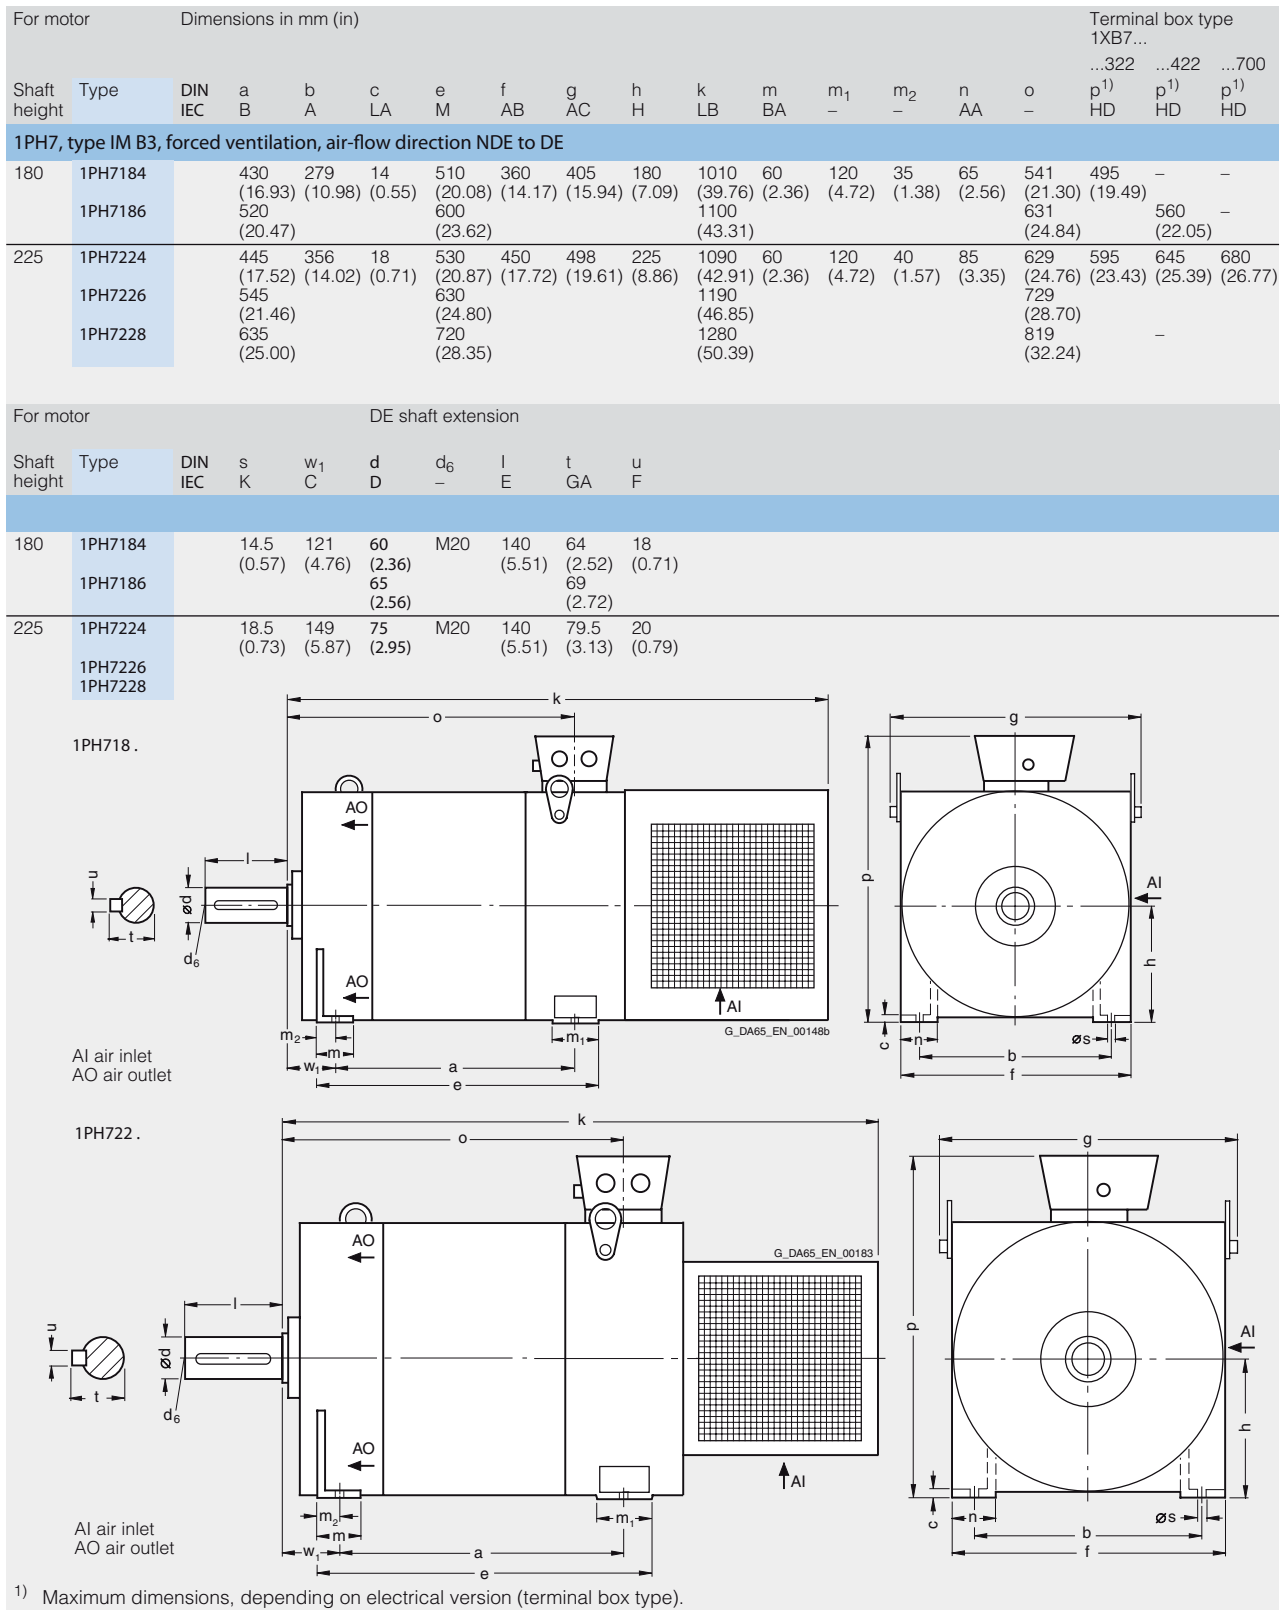 For motor Dimensions in mm (in) Terminal box type
1XB7...
...322 ...422 ...700
Shaft Type DIN a b c e f g h k m m1 m2 n o p1) p1) p1)
height IEC B A LA M AB AC H LB BA – – AA – HD HD HD
1PH7, type IM B3, forced ventilation, air-flow direction NDE to DE
180 1PH7184 430 279 14 510 360 405 180 1010 60 120 35 65 541 495 – –
(16.93) (10.98) (0.55) (20.08) (14.17) (15.94) (7.09) (39.76) (2.36) (4.72) (1.38) (2.56) (21.30) (19.49)
1PH7186 520 600 1100 631 560 –
(20.47) (23.62) (43.31) (24.84) (22.05)
225 1PH7224 445 356 18 530 450 498 225 1090 60 120 40 85 629 595 645 680
(17.52) (14.02) (0.71) (20.87) (17.72) (19.61) (8.86) (42.91) (2.36) (4.72) (1.57) (3.35) (24.76) (23.43) (25.39) (26.77)
1PH7226 545 630 1190 729
(21.46) (24.80) (46.85) (28.70)
1PH7228 635 720 1280 819 –
(25.00) (28.35) (50.39) (32.24)
For motor DE shaft extension
Shaft Type DIN s w1 d d6 l t u
height IEC K C D – E GA F
180 1PH7184 14.5 121 60 M20 140 64 18
(0.57) (4.76) (2.36) (5.51) (2.52) (0.71)
1PH7186 65 69
(2.56) (2.72)
225 1PH7224 18.5 149 75 M20 140 79.5 20
(0.73) (5.87) (2.95) (5.51) (3.13) (0.79)
1PH7226
1PH7228
k
o g
1PH718 .
AO
l
u ød p AI
t
d6 h
AO
AI
G_DA65_EN_00148b
m2 m m1 c n øs
w1 a b
e f
AI air inlet
AO air outlet
1PH722 .
k
o g
AO
G_DA65_EN_00183
l
u ød p AI
t
d6 h
AO
AI
m2 m m1 c n øs
w1 a b
e f
AI air inlet
AO air outlet
1) Maximum dimensions, depending on electrical version (terminal box type).